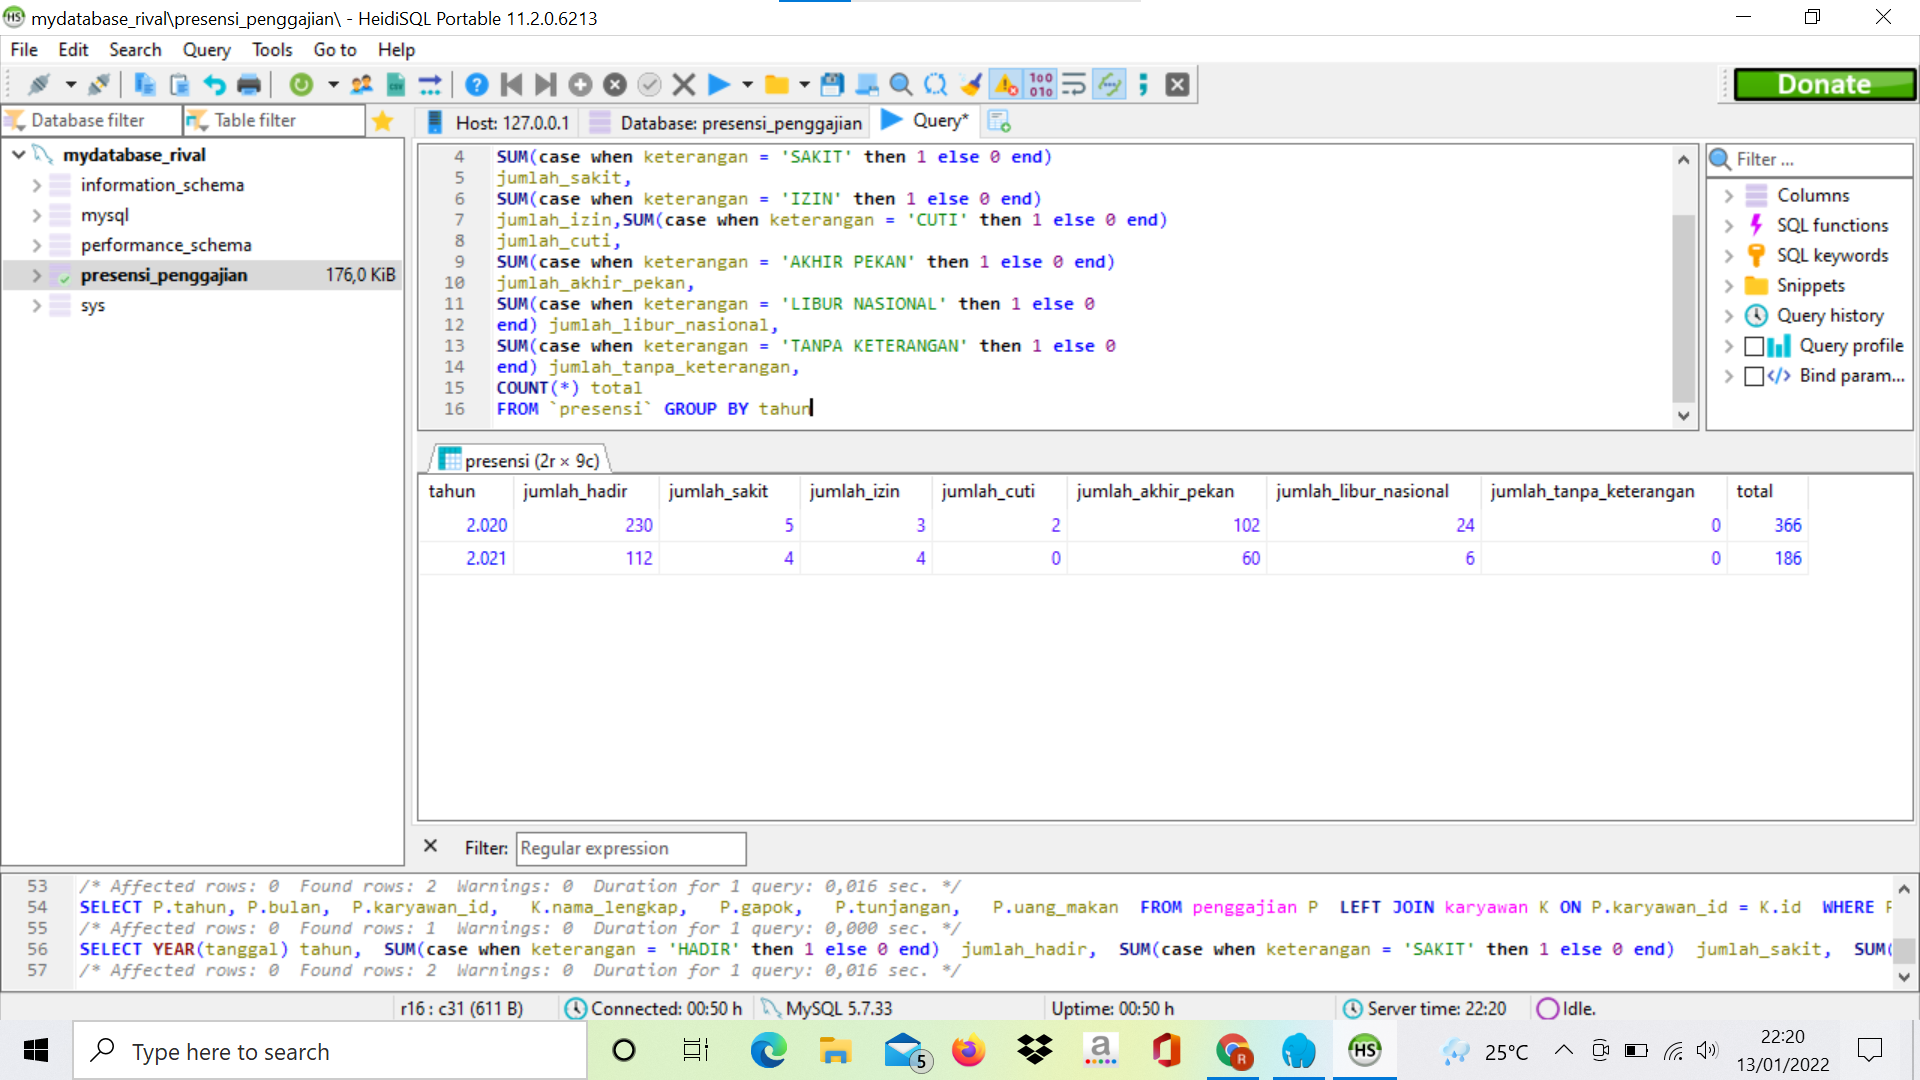 mydatabase_rival\presensi_penggajian\ - HeidiSQL Portable 11.2.0.6213
File Edit Search Query Tools Go to Help
Donate
Database filter Table filter
Host: 127.0.0.1 Database: presensi_penggajian Query*
mydatabase_rival
information_schema
mysql
performance_schema
presensi_penggajian 176,0 KiB
sys
4 SUM(case when keterangan = 'SAKIT' then 1 else 0 end)
5 jumlah_sakit,
6 SUM(case when keterangan = 'IZIN' then 1 else 0 end)
7 jumlah_izin,SUM(case when keterangan = 'CUTI' then 1 else 0 end)
8 jumlah_cuti,
9 SUM(case when keterangan = 'AKHIR PEKAN' then 1 else 0 end)
10 jumlah_akhir_pekan,
11 SUM(case when keterangan = 'LIBUR NASIONAL' then 1 else 0
12 end) jumlah_libur_nasional,
13 SUM(case when keterangan = 'TANPA KETERANGAN' then 1 else 0
14 end) jumlah_tanpa_keterangan,
15 COUNT(*) total
16 FROM `presensi` GROUP BY tahun
Filter ...
Columns
SQL functions
SQL keywords
Snippets
Query history
Query profile
Bind param...
presensi (2r × 9c)
tahun jumlah_hadir jumlah_sakit jumlah_izin jumlah_cuti jumlah_akhir_pekan jumlah_libur_nasional jumlah_tanpa_keterangan total
2.020 230 5 3 2 102 24 0 366
2.021 112 4 4 0 60 6 0 186
Filter: Regular expression
53 /* Affected rows: 0 Found rows: 2 Warnings: 0 Duration for 1 query: 0,016 sec. */
54 SELECT P.tahun, P.bulan, P.karyawan_id, K.nama_lengkap, P.gapok, P.tunjangan, P.uang_makan FROM penggajian P LEFT JOIN karyawan K ON P.karyawan_id = K.id WHERE P
55 /* Affected rows: 0 Found rows: 1 Warnings: 0 Duration for 1 query: 0,000 sec. */
56 SELECT YEAR(tanggal) tahun, SUM(case when keterangan = 'HADIR' then 1 else 0 end) jumlah_hadir, SUM(case when keterangan = 'SAKIT' then 1 else 0 end) jumlah_sakit, SUM(
57 /* Affected rows: 0 Found rows: 2 Warnings: 0 Duration for 1 query: 0,016 sec. */
r16 : c31 (611 B) Connected: 00:50 h MySQL 5.7.33 Uptime: 00:50 h Server time: 22:20 Idle.
Type here to search
5
a
R
HS
25°C
22:20
13/01/2022